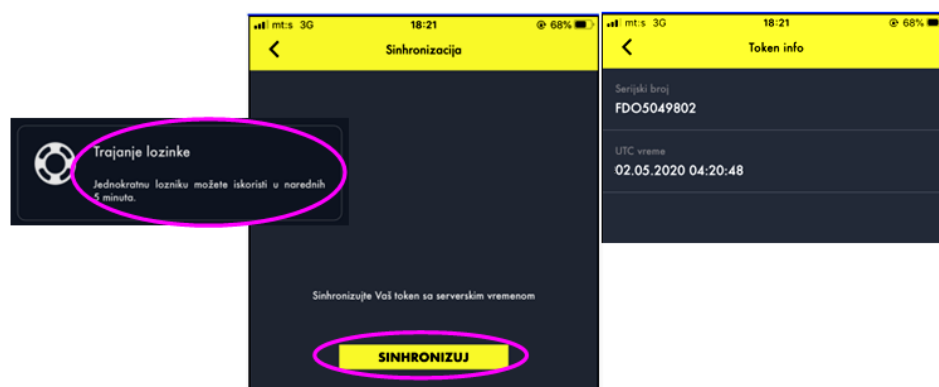 Trajanje lozinke
Jednokratnu lozniku možete iskoristi u narednih
5 minuta.
mt:s 3G 18:21 68%
Sinhronizacija
Sinhronizujte Vaš token sa serverskim vremenom
SINHRONIZUJ
mt:s 3G 18:21 68%
Token info
Serijski broj
FDO5049802
UTC vreme
02.05.2020 04:20:48